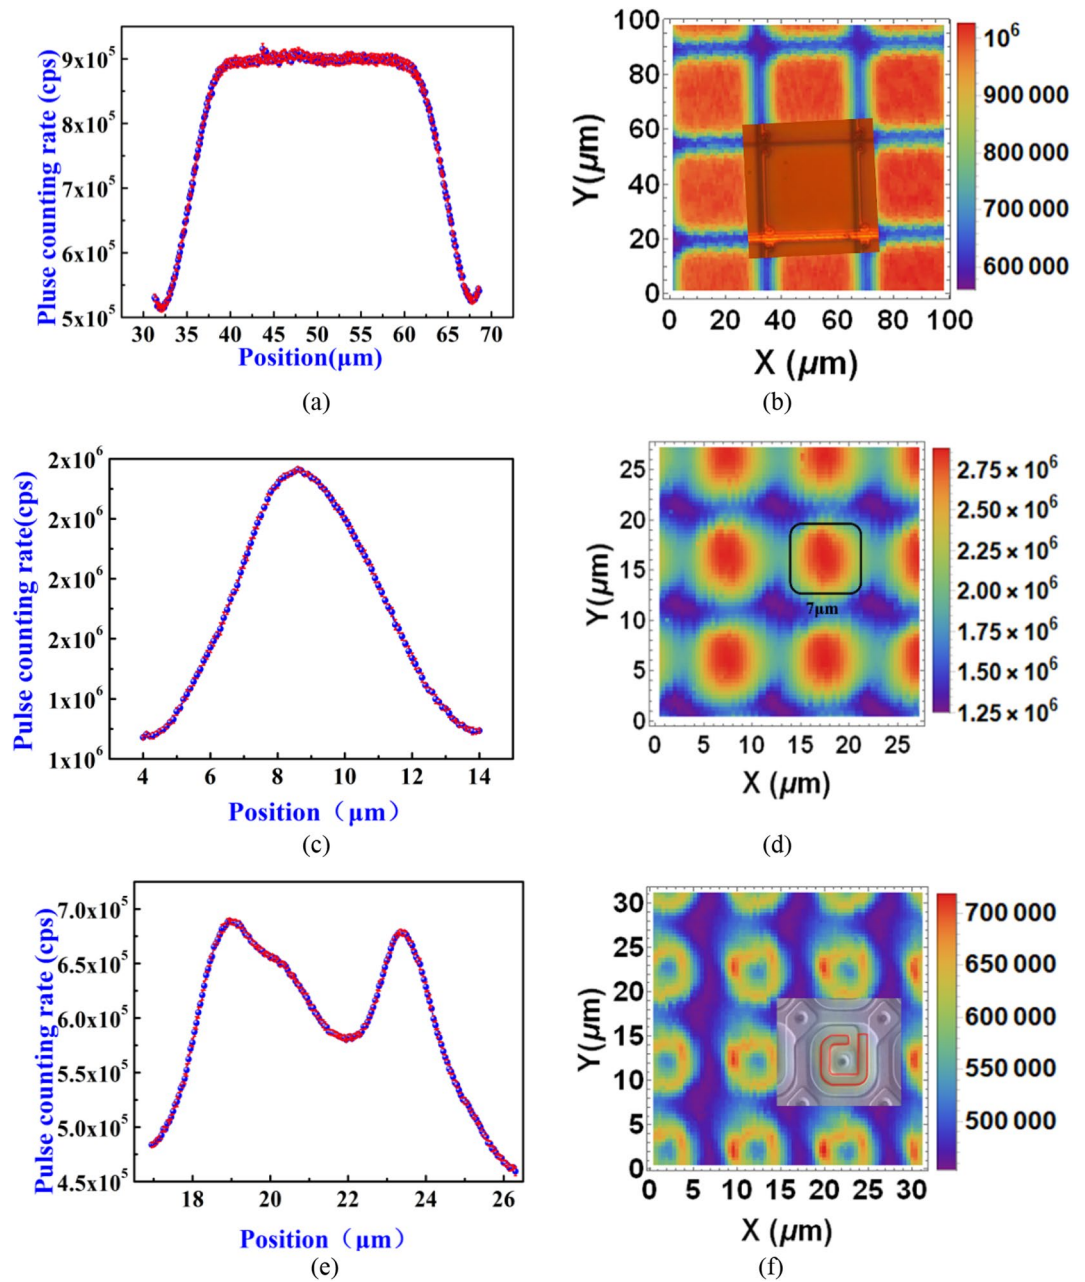 Pluse counting rate (cps)
9x10⁵
8x10⁵
7x10⁵
6x10⁵
5x10⁵
30 35 40 45 50 55 60 65 70
Position(μm)
(a)
Y(μm)
100
80
60
40
20
0
0 20 40 60 80 100
X (μm)
10⁶
900 000
800 000
700 000
600 000
(b)
Pulse counting rate(cps)
2x10⁶
2x10⁶
2x10⁶
2x10⁶
1x10⁶
1x10⁶
4 6 8 10 12 14
Position（μm）
(c)
Y(μm)
25
20
15
10
5
0
7μm
0 5 10 15 20 25
X (μm)
2.75 × 10⁶
2.50 × 10⁶
2.25 × 10⁶
2.00 × 10⁶
1.75 × 10⁶
1.50 × 10⁶
1.25 × 10⁶
(d)
Pulse counting rate (cps)
7.0x10⁵
6.5x10⁵
6.0x10⁵
5.5x10⁵
5.0x10⁵
4.5x10⁵
18 20 22 24 26
Position（μm）
(e)
Y(μm)
30
25
20
15
10
5
0
0 5 10 15 20 25 30
X (μm)
700 000
650 000
600 000
550 000
500 000
(f)